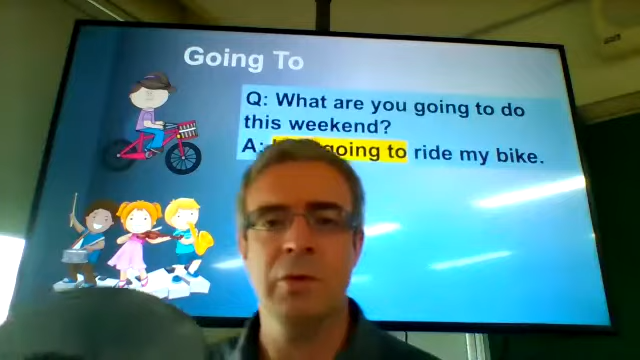 Going To
Q: What are you going to do
this weekend?
A: going to ride my bike.